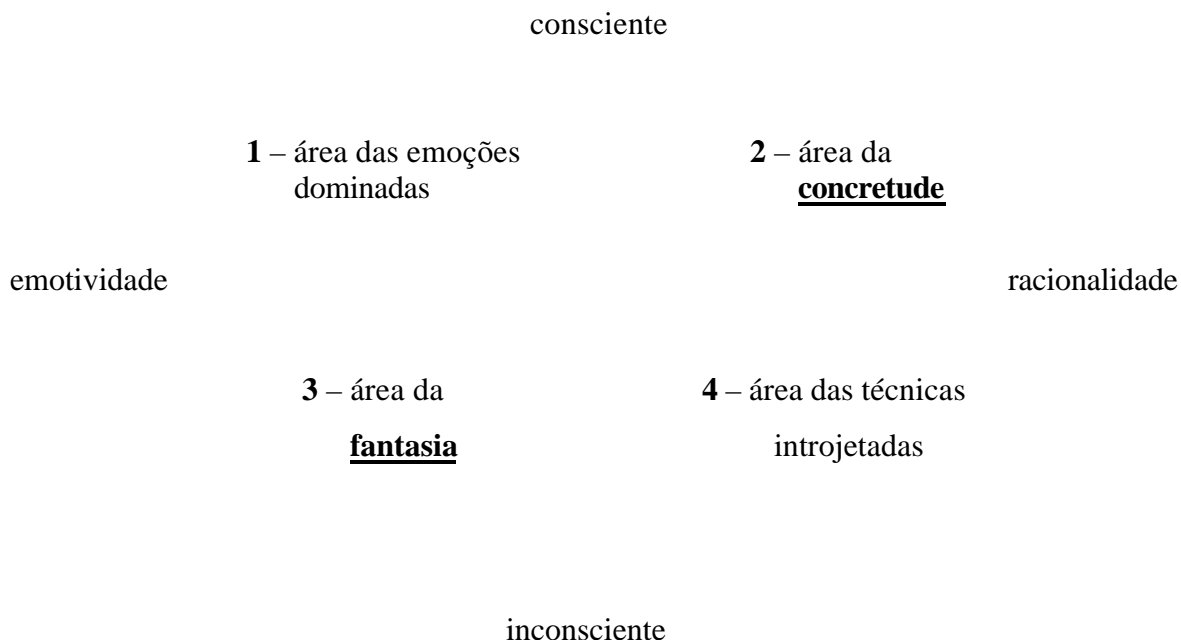 consciente
1 – área das emoções
dominadas
2 – área da
concretude
emotividade
racionalidade
3 – área da
fantasia
4 – área das técnicas
introjetadas
inconsciente